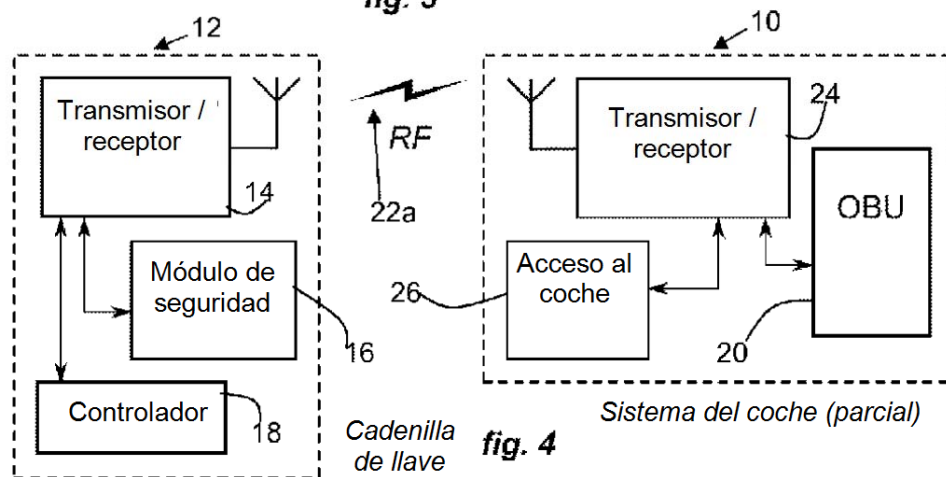 fig. 3
12
Transmisor /
receptor
14
Módulo de
seguridad
16
Controlador
18
Cadenilla
de llave
RF
22a
fig. 4
10
Transmisor /
receptor
24
OBU
Acceso al
coche
26
20
Sistema del coche (parcial)